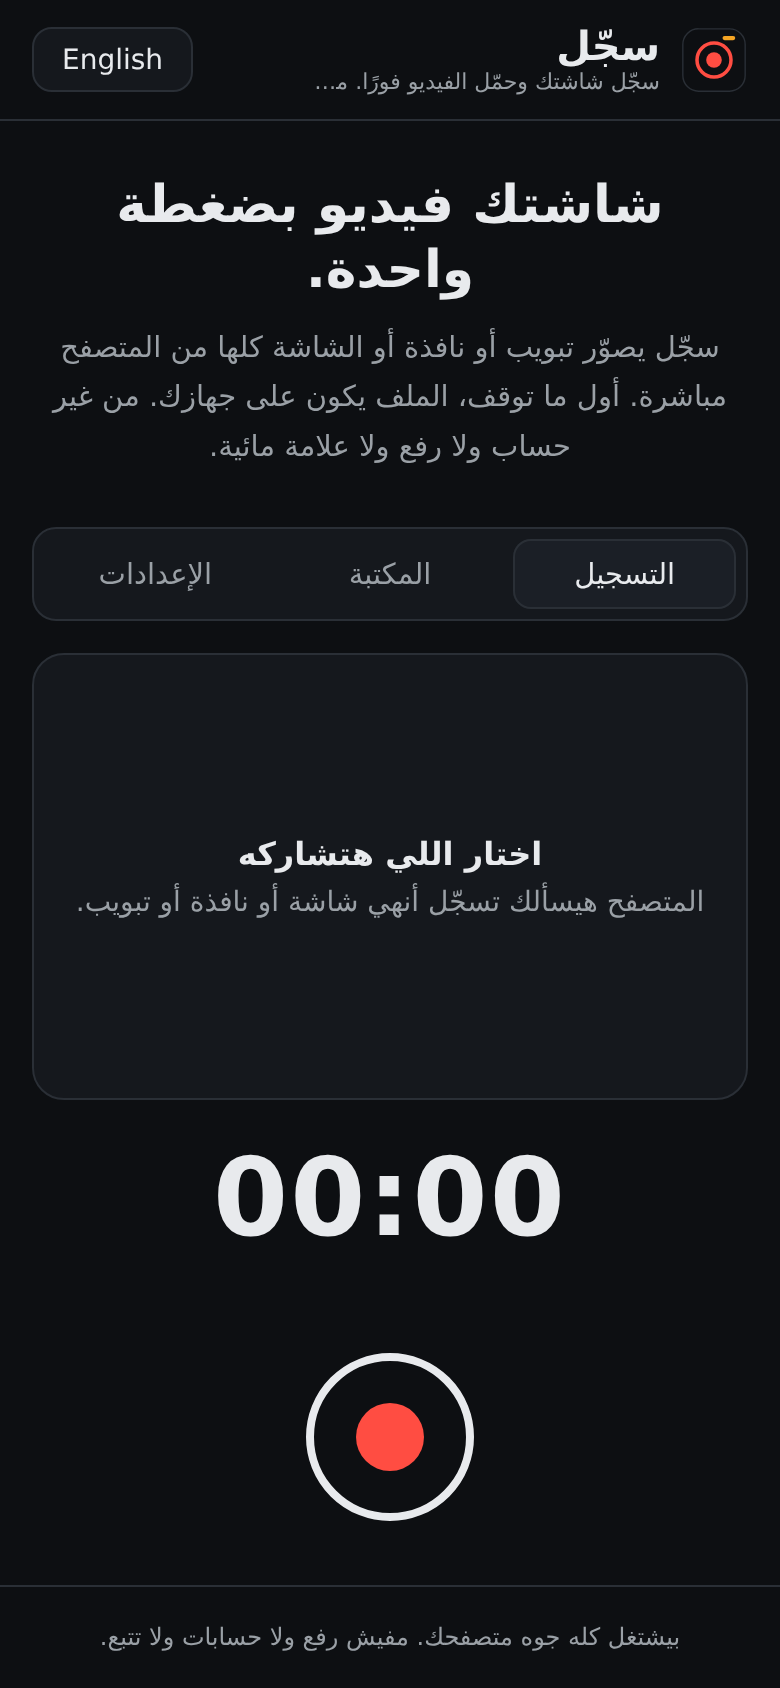 سجّل
سجّل شاشتك وحمّل الفيديو فورًا. م...
English
شاشتك فيديو بضغطة
واحدة.
سجّل يصوّر تبويب أو نافذة أو الشاشة كلها من المتصفح
مباشرة. أول ما توقف، الملف يكون على جهازك. من غير
حساب ولا رفع ولا علامة مائية.
التسجيل
المكتبة
الإعدادات
اختار اللي هتشاركه
المتصفح هيسألك تسجّل أنهي شاشة أو نافذة أو تبويب.
00:00
بيشتغل كله جوه متصفحك. مفيش رفع ولا حسابات ولا تتبع.